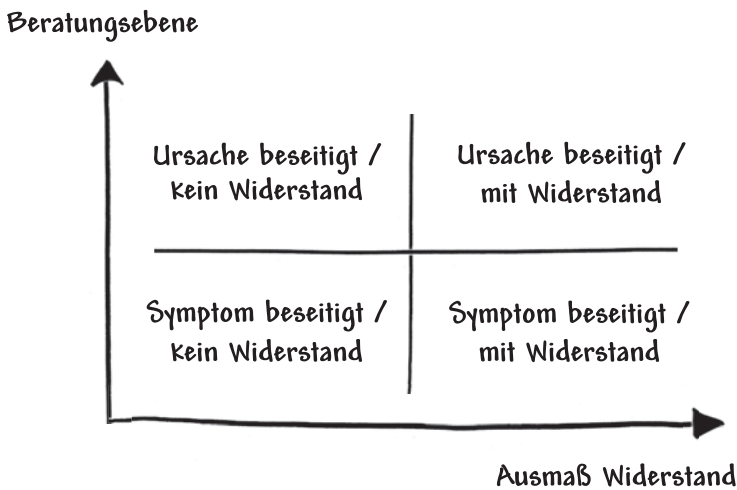 Beratungsebene
Ursache beseitigt /
kein Widerstand
Ursache beseitigt /
mit Widerstand
Symptom beseitigt /
kein Widerstand
Symptom beseitigt /
mit Widerstand
Ausmaß Widerstand